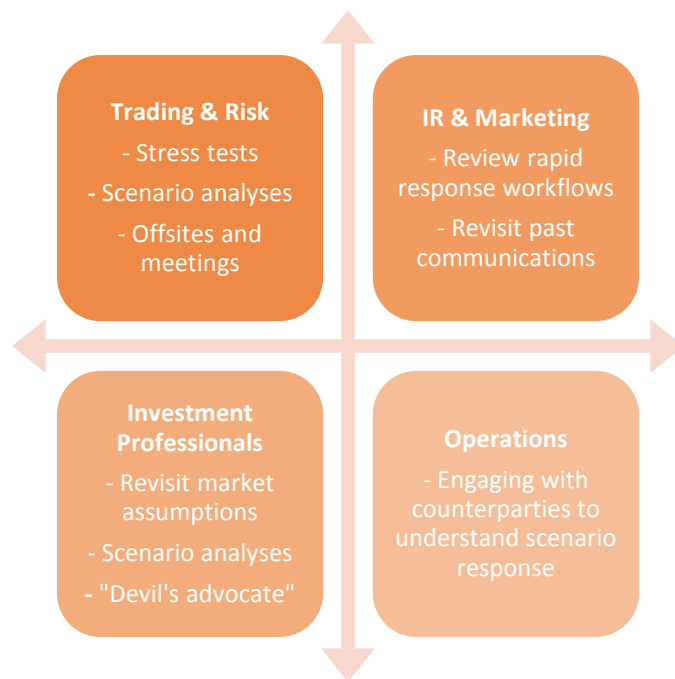 Trading & Risk
- Stress tests
- Scenario analyses
- Offsites and
meetings
IR & Marketing
- Review rapid
response workflows
- Revisit past
communications
Investment
Professionals
- Revisit market
assumptions
- Scenario analyses
- "Devil's advocate"
Operations
- Engaging with
counterparties to
understand scenario
response